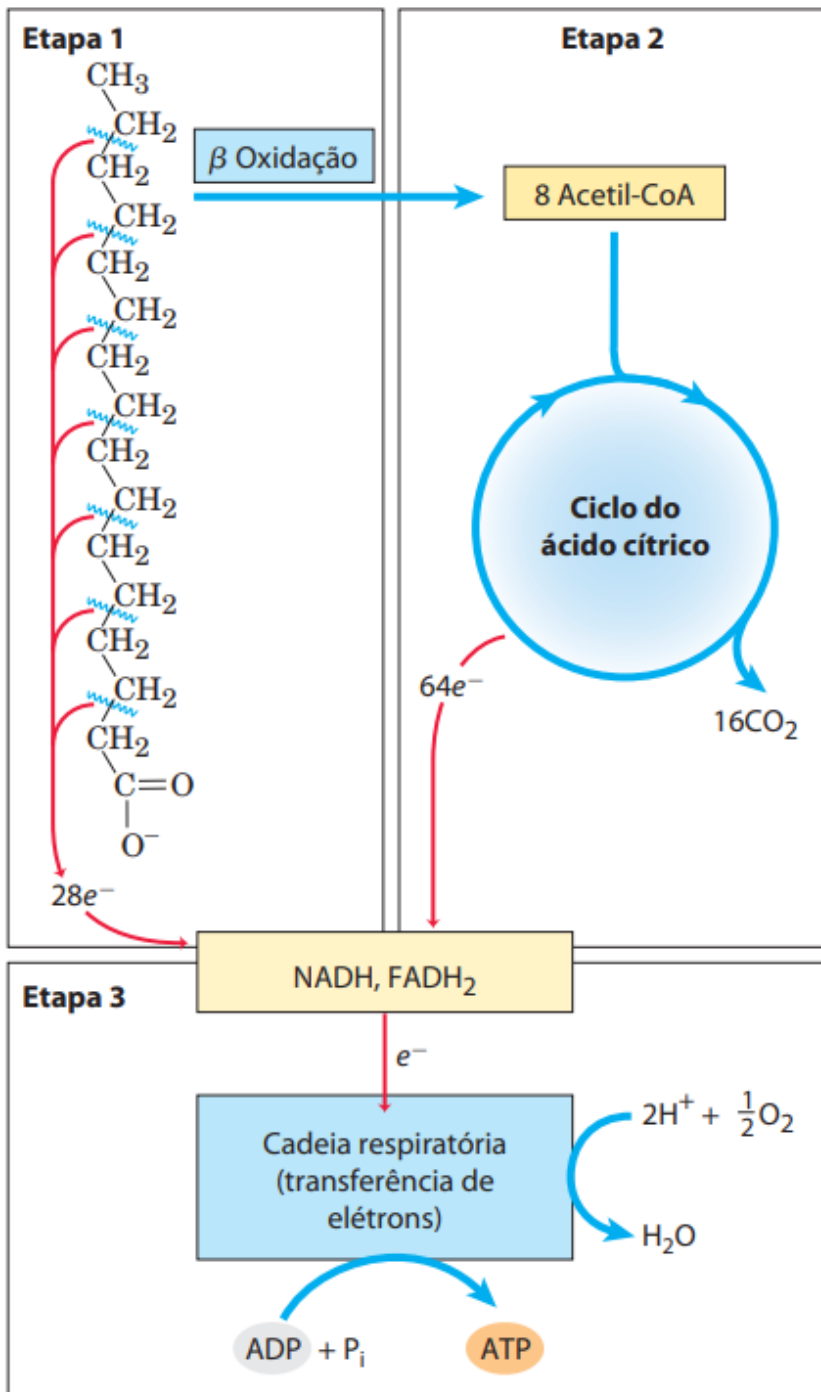 Etapa 1
CH₃
CH₂
CH₂
CH₂
CH₂
CH₂
CH₂
CH₂
CH₂
CH₂
CH₂
CH₂
CH₂
CH₂
CH₂
C=O
O⁻
28e⁻
β Oxidação
Etapa 2
8 Acetil-CoA
Ciclo do
ácido cítrico
64e⁻
16CO₂
NADH, FADH₂
Etapa 3
e⁻
Cadeia respiratória
(transferência de
elétrons)
2H⁺ + ½O₂
H₂O
ADP + Pᵢ
ATP